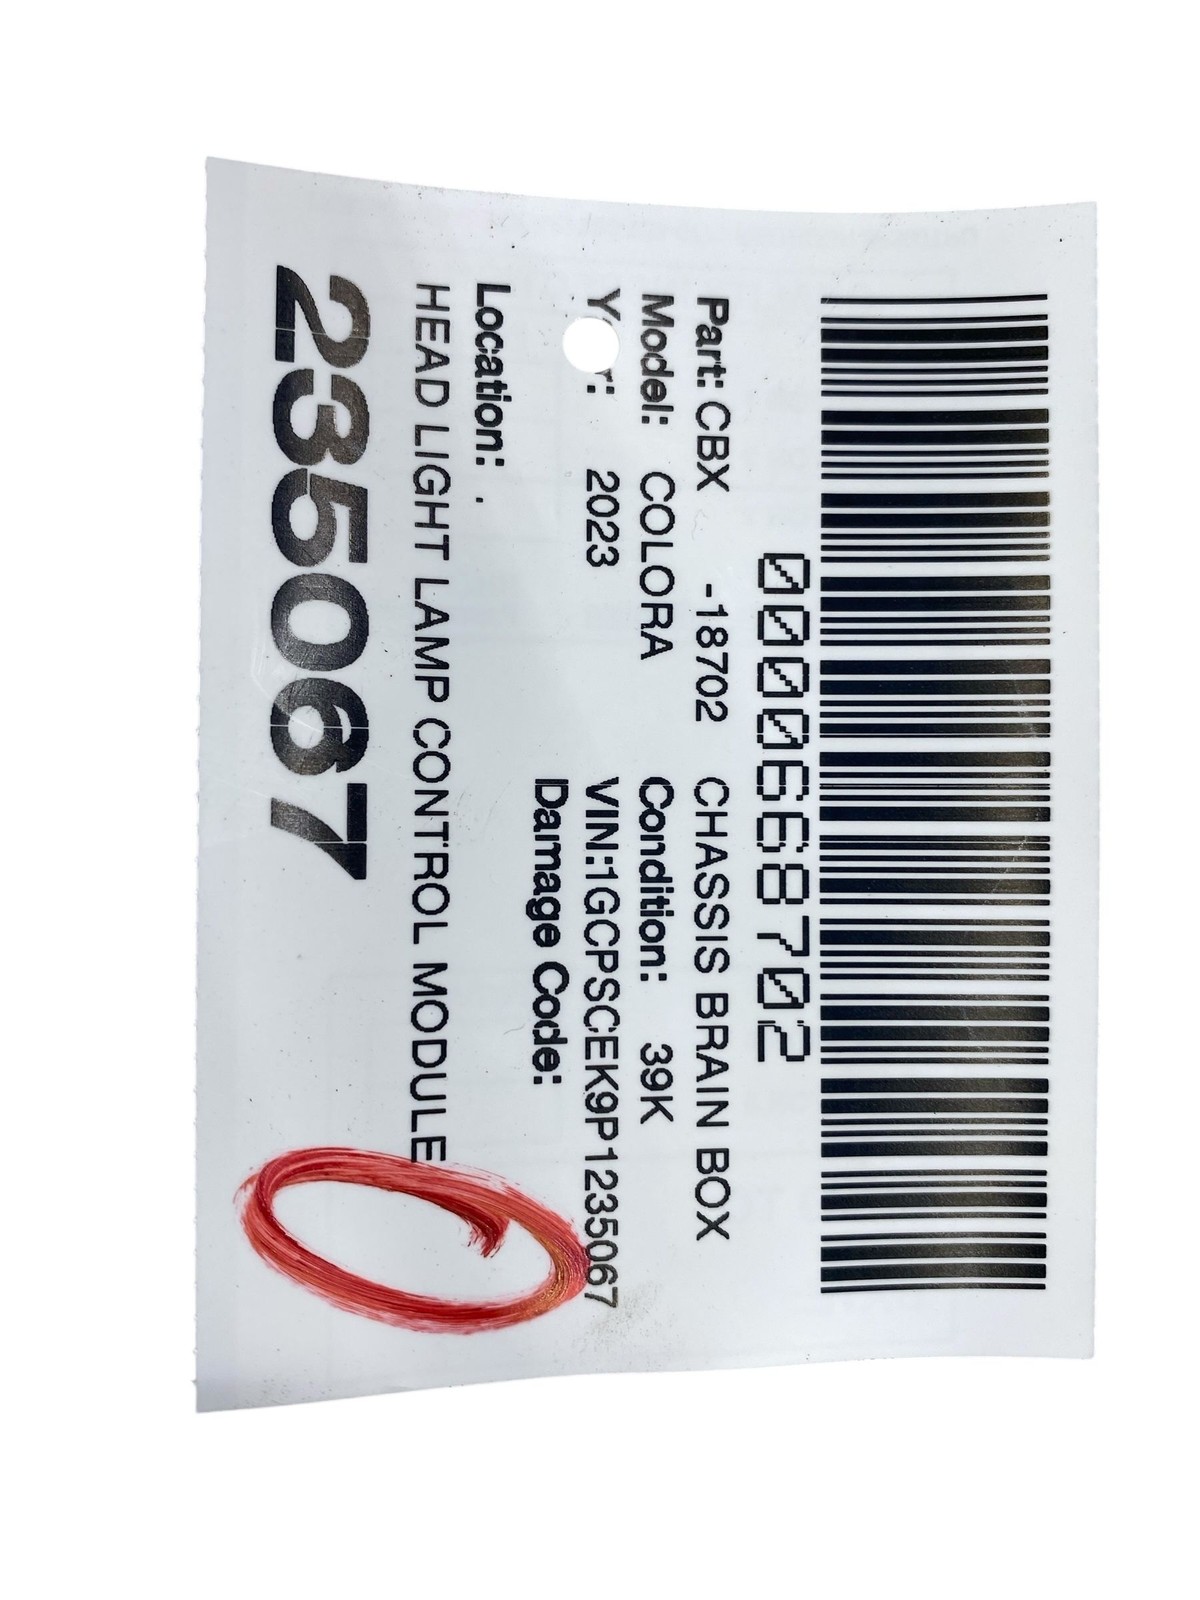 0000668702
Part: CBX -18702 CHASSIS BRAIN BOX
Model: COLORA Condition: 39K
Y r: 2023 VIN:1GCPSCEK9P1235067
Damage Code:
Location: .
HEAD LIGHT LAMP CONTROL MODULE
235067